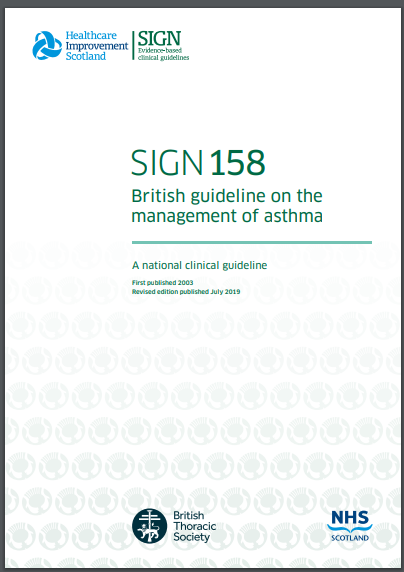 Healthcare
Improvement
Scotland
SIGN
Evidence-based
clinical guidelines
SIGN 158
British guideline on the
management of asthma
A national clinical guideline
First published 2003
Revised edition published July 2019
British
Thoracic
Society
NHS
SCOTLAND